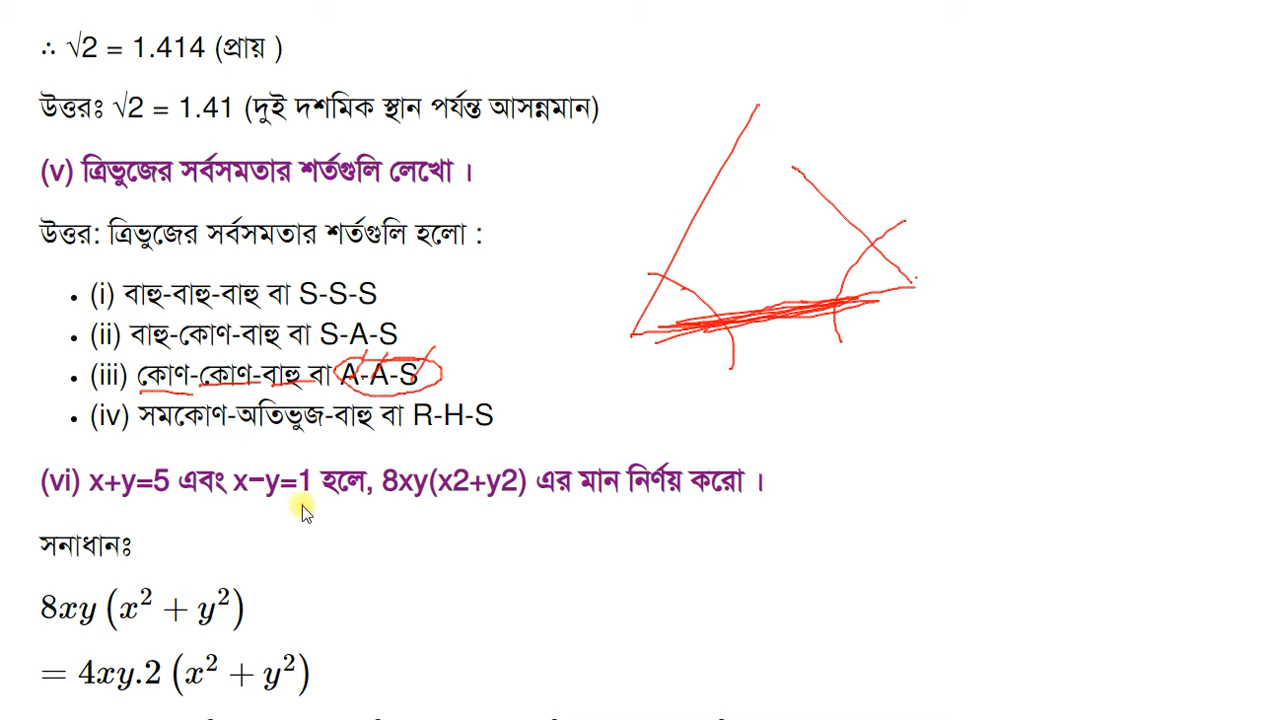 ∴ √2 = 1.414 (প্রায় )
উত্তরঃ √2 = 1.41 (দুই দশমিক স্থান পর্যন্ত আসন্নমান)
(v) ত্রিভুজের সর্বসমতার শর্তগুলি লেখো ।
উত্তর: ত্রিভুজের সর্বসমতার শর্তগুলি হলো :
• (i) বাহু-বাহু-বাহু বা S-S-S
• (ii) বাহু-কোণ-বাহু বা S-A-S
• (iii) কোণ-কোণ-বাহু বা A-A-S
• (iv) সমকোণ-অতিভুজ-বাহু বা R-H-S
(vi) x+y=5 এবং x−y=1 হলে, 8xy(x2+y2) এর মান নির্ণয় করো ।
সনাধানঃ
8xy (x² + y²)
= 4xy.2 (x² + y²)